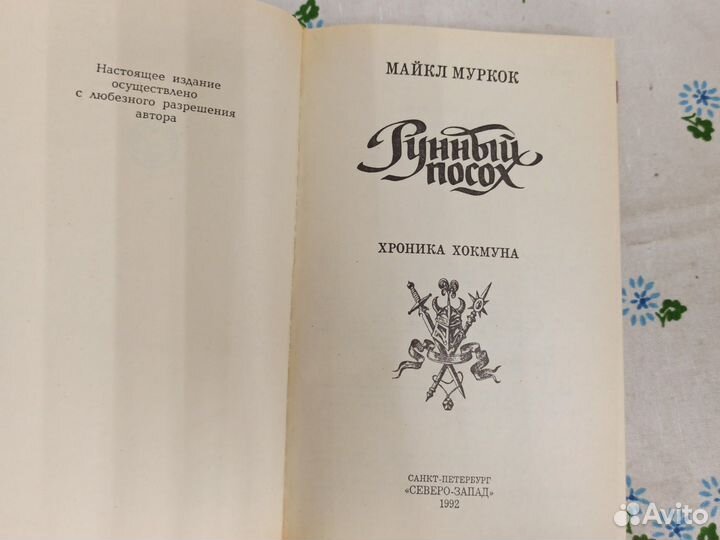 Настоящее издание
осуществлено
с любезного разрешения
автора
МАЙКЛ МУРКОК
Рунный
посох
ХРОНИКА ХОКМУНА
САНКТ-ПЕТЕРБУРГ
«СЕВЕРО-ЗАПАД»
1992
Avito